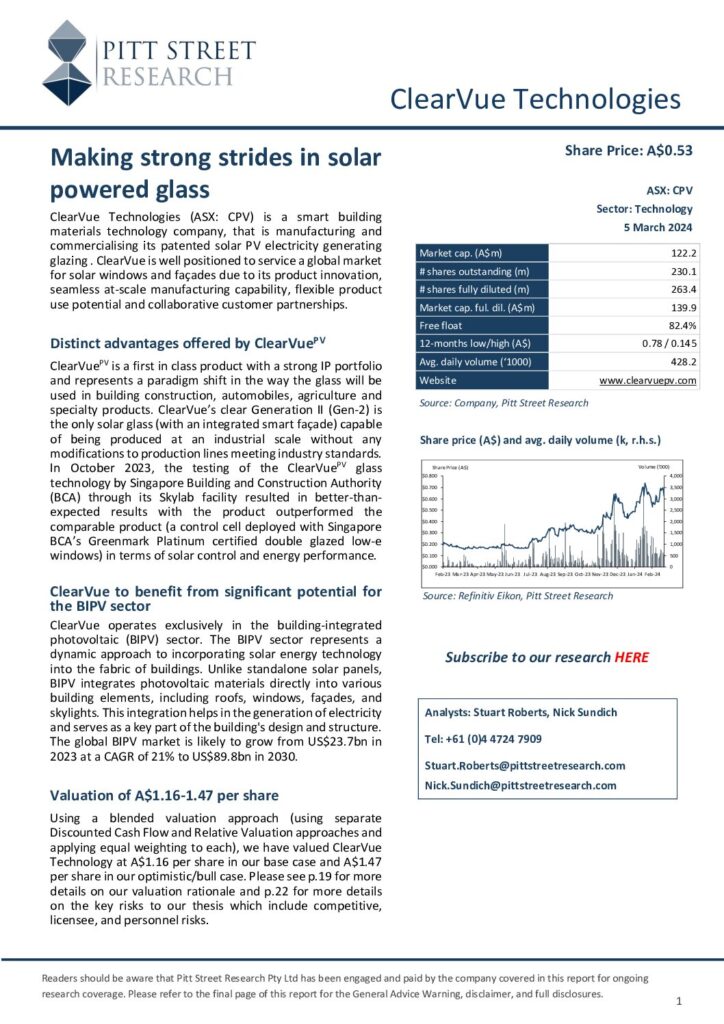 PITT STREET
RESEARCH
ClearVue Technologies
Making strong strides in solar
powered glass
ClearVue Technologies (ASX: CPV) is a smart building
materials technology company, that is manufacturing and
commercialising its patented solar PV electricity generating
glazing . ClearVue is well positioned to service a global market
for solar windows and façades due to its product innovation,
seamless at-scale manufacturing capability, flexible product
use potential and collaborative customer partnerships.
Distinct advantages offered by ClearVuePV
ClearVuePV is a first in class product with a strong IP portfolio
and represents a paradigm shift in the way the glass will be
used in building construction, automobiles, agriculture and
specialty products. ClearVue's clear Generation II (Gen-2) is
the only solar glass (with an integrated smart façade) capable
of being produced at an industrial scale without any
modifications to production lines meeting industry standards.
In October 2023, the testing of the ClearVuePV glass
technology by Singapore Building and Construction Authority
(BCA) through its Skylab facility resulted in better-than-
expected results with the product outperformed the
comparable product (a control cell deployed with Singapore
BCA's Greenmark Platinum certified double glazed low-e
windows) in terms of solar control and energy performance.
ClearVue to benefit from significant potential for
the BIPV sector
ClearVue operates exclusively in the building-integrated
photovoltaic (BIPV) sector. The BIPV sector represents a
dynamic approach to incorporating solar energy technology
into the fabric of buildings. Unlike standalone solar panels,
BIPV integrates photovoltaic materials directly into various
building elements, including roofs, windows, façades, and
skylights. This integration helps in the generation of electricity
and serves as a key part of the building's design and structure.
The global BIPV market is likely to grow from US$23.7bn in
2023 at a CAGR of 21% to US$89.8bn in 2030.
Valuation of A$1.16-1.47 per share
Using a blended valuation approach (using separate
Discounted Cash Flow and Relative Valuation approaches and
applying equal weighting to each), we have valued ClearVue
Technology at A$1.16 per share in our base case and A$1.47
per share in our optimistic/bull case. Please see p.19 for more
details on our valuation rationale and p.22 for more details
on the key risks to our thesis which include competitive,
licensee, and personnel risks.
Share Price: A$0.53
ASX: CPV
Sector: Technology
5 March 2024
Market cap. (A$m) 122.2
# shares outstanding (m) 230.1
# shares fully diluted (m) 263.4
Market cap. ful. dil. (A$m) 139.9
Free float 82.4%
12-months low/high (A$) 0.78 / 0.145
Avg. daily volume ('1000) 428.2
Website www.clearvuepv.com
Source: Company, Pitt Street Research
Share price (A$) and avg. daily volume (k, r.h.s.)
Share Price (A$) Volume ('000)
$0.800 4,000
$0.700 3,500
$0.600 3,000
$0.500 2,500
$0.400 2,000
$0.300 1,500
$0.200 1,000
$0.100 500
$0.000 0
Feb-23 Mar-23 Apr-23 May-23 Jun-23 Jul-23 Aug-23 Sep-23 Oct-23 Nov-23 Dec-23 Jan-24 Feb-24
Source: Refinitiv Eikon, Pitt Street Research
Subscribe to our research HERE
Analysts: Stuart Roberts, Nick Sundich
Tel: +61 (0)4 4724 7909
Stuart.Roberts@pittstreetresearch.com
Nick.Sundich@pittstreetresearch.com
Readers should be aware that Pitt Street Research Pty Ltd has been engaged and paid by the company covered in this report for ongoing
research coverage. Please refer to the final page of this report for the General Advice Warning, disclaimer, and full disclosures.
1